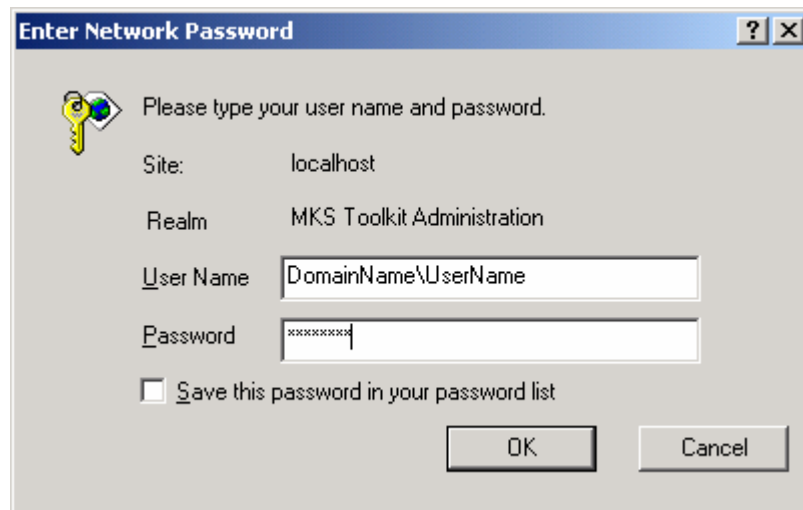 Enter Network Password
Please type your user name and password.
Site: localhost
Realm MKS Toolkit Administration
User Name DomainName\UserName
Password ********
Save this password in your password list
OK Cancel